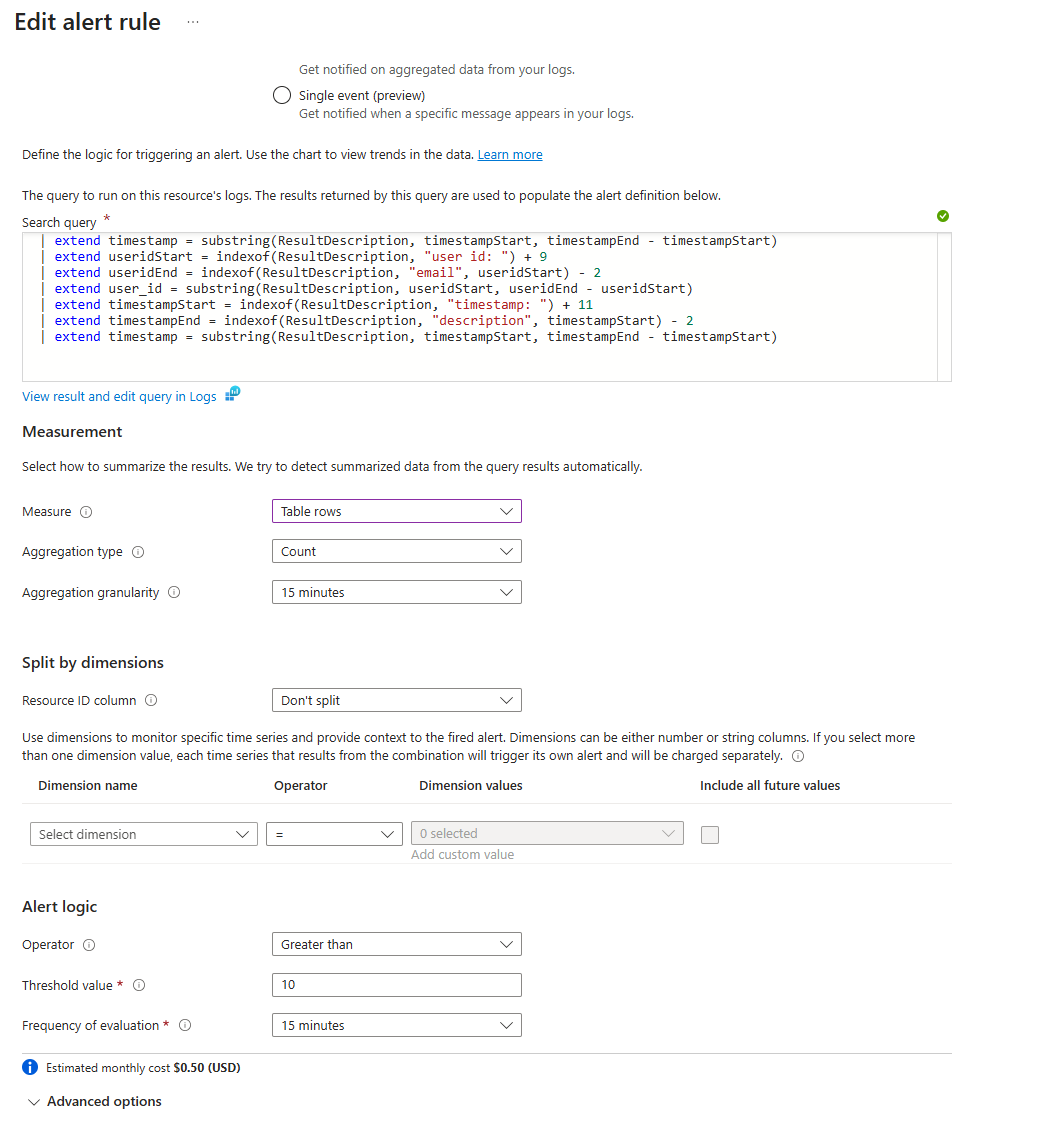 Edit alert rule ...
Get notified on aggregated data from your logs.
Single event (preview)
Get notified when a specific message appears in your logs.
Define the logic for triggering an alert. Use the chart to view trends in the data. Learn more
The query to run on this resource's logs. The results returned by this query are used to populate the alert definition below.
Search query *
| extend timestamp = substring(ResultDescription, timestampStart, timestampEnd - timestampStart)
| extend useridStart = indexof(ResultDescription, "user id: ") + 9
| extend useridEnd = indexof(ResultDescription, "email", useridStart) - 2
| extend user_id = substring(ResultDescription, useridStart, useridEnd - useridStart)
| extend timestampStart = indexof(ResultDescription, "timestamp: ") + 11
| extend timestampEnd = indexof(ResultDescription, "description", timestampStart) - 2
| extend timestamp = substring(ResultDescription, timestampStart, timestampEnd - timestampStart)
View result and edit query in Logs
Measurement
Select how to summarize the results. We try to detect summarized data from the query results automatically.
Measure Table rows
Aggregation type Count
Aggregation granularity 15 minutes
Split by dimensions
Resource ID column Don't split
Use dimensions to monitor specific time series and provide context to the fired alert. Dimensions can be either number or string columns. If you select more
than one dimension value, each time series that results from the combination will trigger its own alert and will be charged separately.
Dimension name Operator Dimension values Include all future values
Select dimension = 0 selected
Add custom value
Alert logic
Operator Greater than
Threshold value * 10
Frequency of evaluation * 15 minutes
Estimated monthly cost $0.50 (USD)
Advanced options